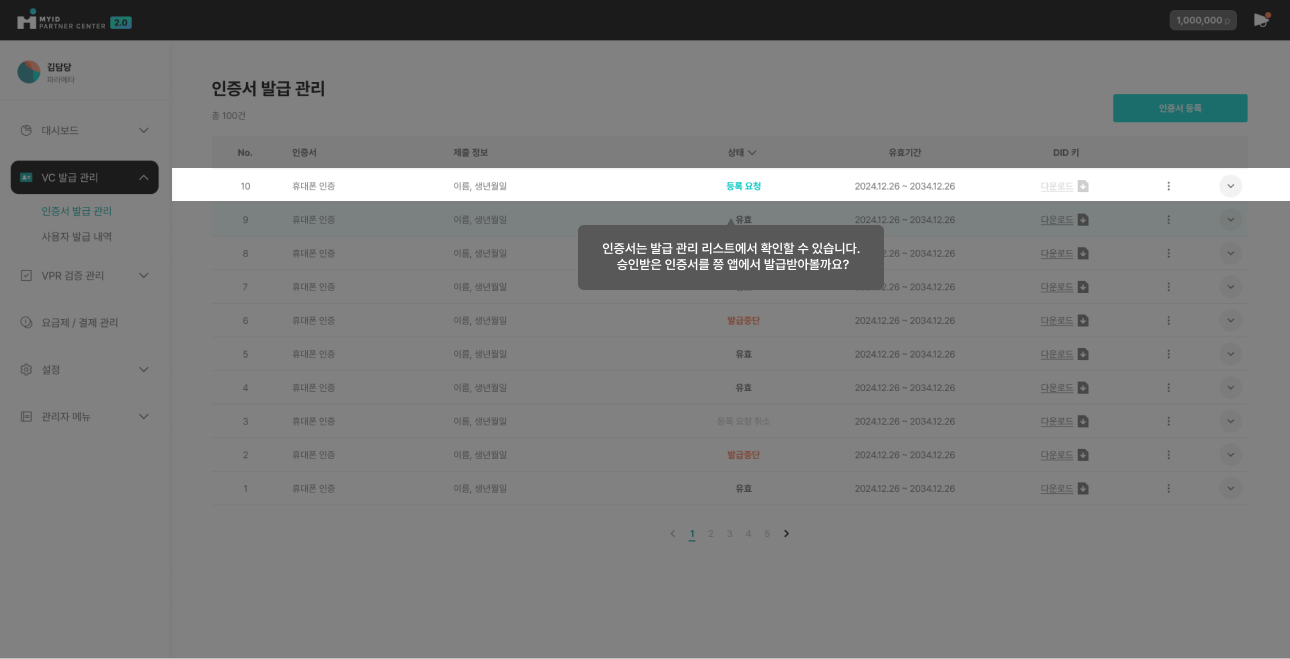 MYID
PARTNER CENTER 2.0
1,000,000 p
김담당
파라메타
대시보드
VC 발급 관리
인증서 발급 관리
사용자 발급 내역
VPR 검증 관리
요금제 / 결제 관리
설정
관리자 메뉴
인증서 발급 관리
총 100건
인증서 등록
No. 인증서 제출 정보 상태 유효기간 DID 키
10 휴대폰 인증 이름, 생년월일 등록 요청 2024.12.26 ~ 2034.12.26 다운로드
9 휴대폰 인증 이름, 생년월일 유효 2024.12.26 ~ 2034.12.26 다운로드
인증서는 발급 관리 리스트에서 확인할 수 있습니다.
승인받은 인증서를 쯩 앱에서 발급받아볼까요?
8 휴대폰 인증 이름, 생년월일 2.26 ~ 2034.12.26 다운로드
7 휴대폰 인증 이름, 생년월일 2.26 ~ 2034.12.26 다운로드
6 휴대폰 인증 이름, 생년월일 발급중단 2024.12.26 ~ 2034.12.26 다운로드
5 휴대폰 인증 이름, 생년월일 유효 2024.12.26 ~ 2034.12.26 다운로드
4 휴대폰 인증 이름, 생년월일 유효 2024.12.26 ~ 2034.12.26 다운로드
3 휴대폰 인증 이름, 생년월일 등록 요청 취소 2024.12.26 ~ 2034.12.26 다운로드
2 휴대폰 인증 이름, 생년월일 발급중단 2024.12.26 ~ 2034.12.26 다운로드
1 휴대폰 인증 이름, 생년월일 유효 2024.12.26 ~ 2034.12.26 다운로드
1 2 3 4 5